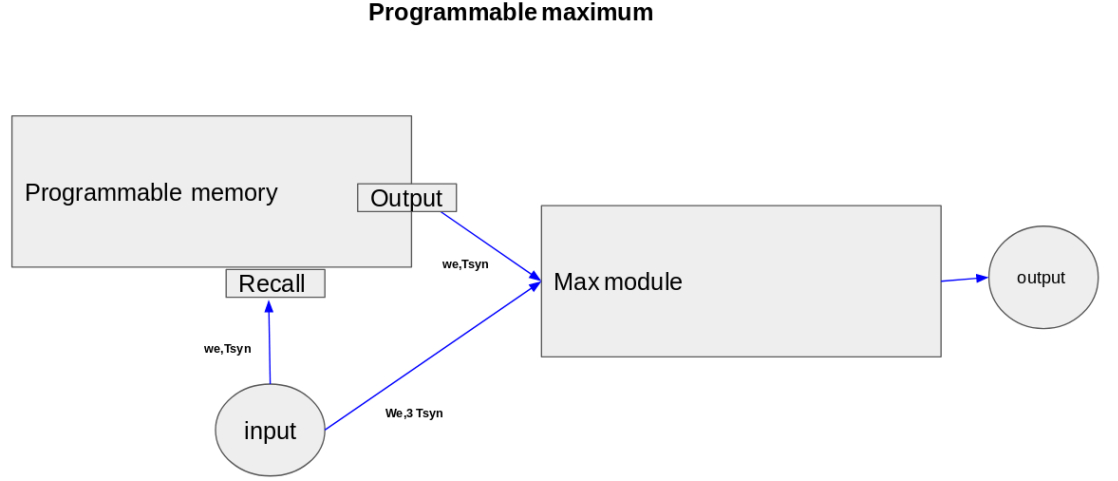 Programmable maximum
Programmable memory
Output
Recall
we,Tsyn
Max module
output
we,Tsyn
We,3 Tsyn
input